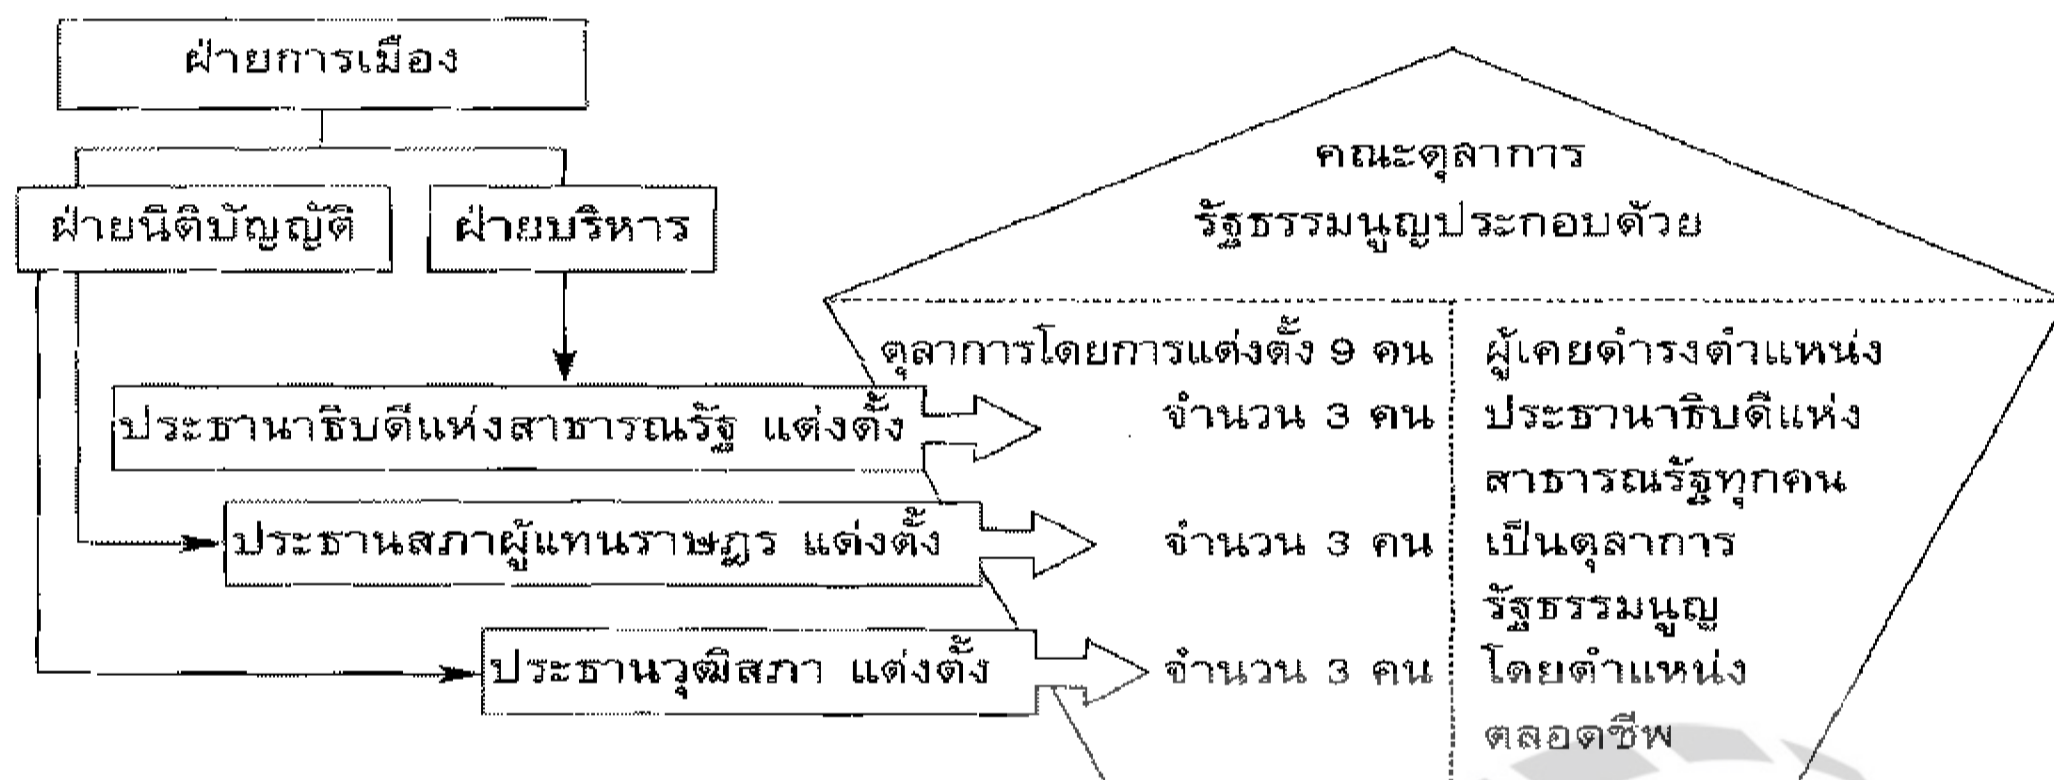 ฝ่ายการเมือง
ฝ่ายนิติบัญญัติ
ฝ่ายบริหาร
ประธานาธิบดีแห่งสาธารณรัฐ แต่งตั้ง
ประธานสภาผู้แทนราษฎร แต่งตั้ง
ประธานวุฒิสภา แต่งตั้ง
คณะตุลาการ
รัฐธรรมนูญประกอบด้วย
ตุลาการโดยการแต่งตั้ง 9 คน
จำนวน 3 คน
จำนวน 3 คน
จำนวน 3 คน
ผู้เคยดำรงตำแหน่ง
ประธานาธิบดีแห่ง
สาธารณรัฐทุกคน
เป็นตุลาการ
รัฐธรรมนูญ
โดยตำแหน่ง
ตลอดชีพ